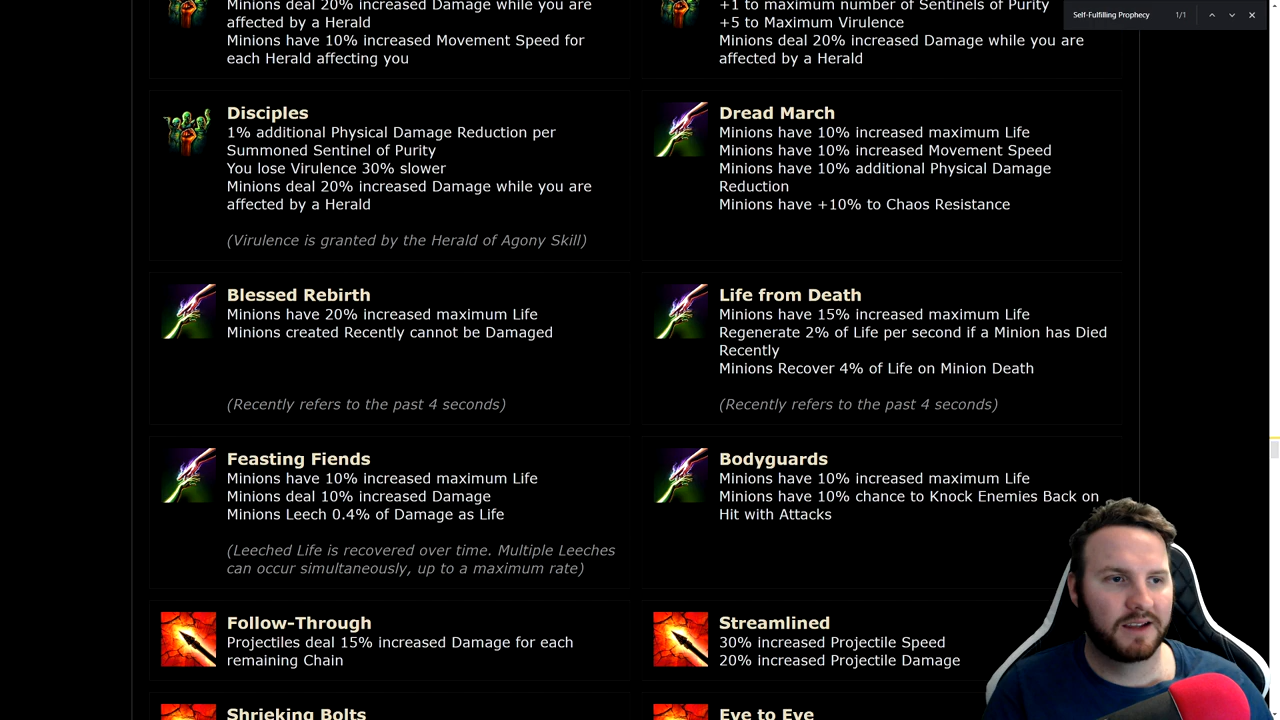 Minions deal 20% increased Damage while you are
affected by a Herald
Minions have 10% increased Movement Speed for
each Herald affecting you
+1 to maximum number of Sentinels of Purity
+5 to Maximum Virulence
Minions deal 20% increased Damage while you are
affected by a Herald
Self-Fulfilling Prophecy
1/1
Disciples
1% additional Physical Damage Reduction per
Summoned Sentinel of Purity
You lose Virulence 30% slower
Minions deal 20% increased Damage while you are
affected by a Herald
(Virulence is granted by the Herald of Agony Skill)
Dread March
Minions have 10% increased maximum Life
Minions have 10% increased Movement Speed
Minions have 10% additional Physical Damage
Reduction
Minions have +10% to Chaos Resistance
Blessed Rebirth
Minions have 20% increased maximum Life
Minions created Recently cannot be Damaged
(Recently refers to the past 4 seconds)
Life from Death
Minions have 15% increased maximum Life
Regenerate 2% of Life per second if a Minion has Died
Recently
Minions Recover 4% of Life on Minion Death
(Recently refers to the past 4 seconds)
Feasting Fiends
Minions have 10% increased maximum Life
Minions deal 10% increased Damage
Minions Leech 0.4% of Damage as Life
(Leeched Life is recovered over time. Multiple Leeches
can occur simultaneously, up to a maximum rate)
Bodyguards
Minions have 10% increased maximum Life
Minions have 10% chance to Knock Enemies Back on
Hit with Attacks
Follow-Through
Projectiles deal 15% increased Damage for each
remaining Chain
Streamlined
30% increased Projectile Speed
20% increased Projectile Damage
Shrieking Bolts
Eye to Eye